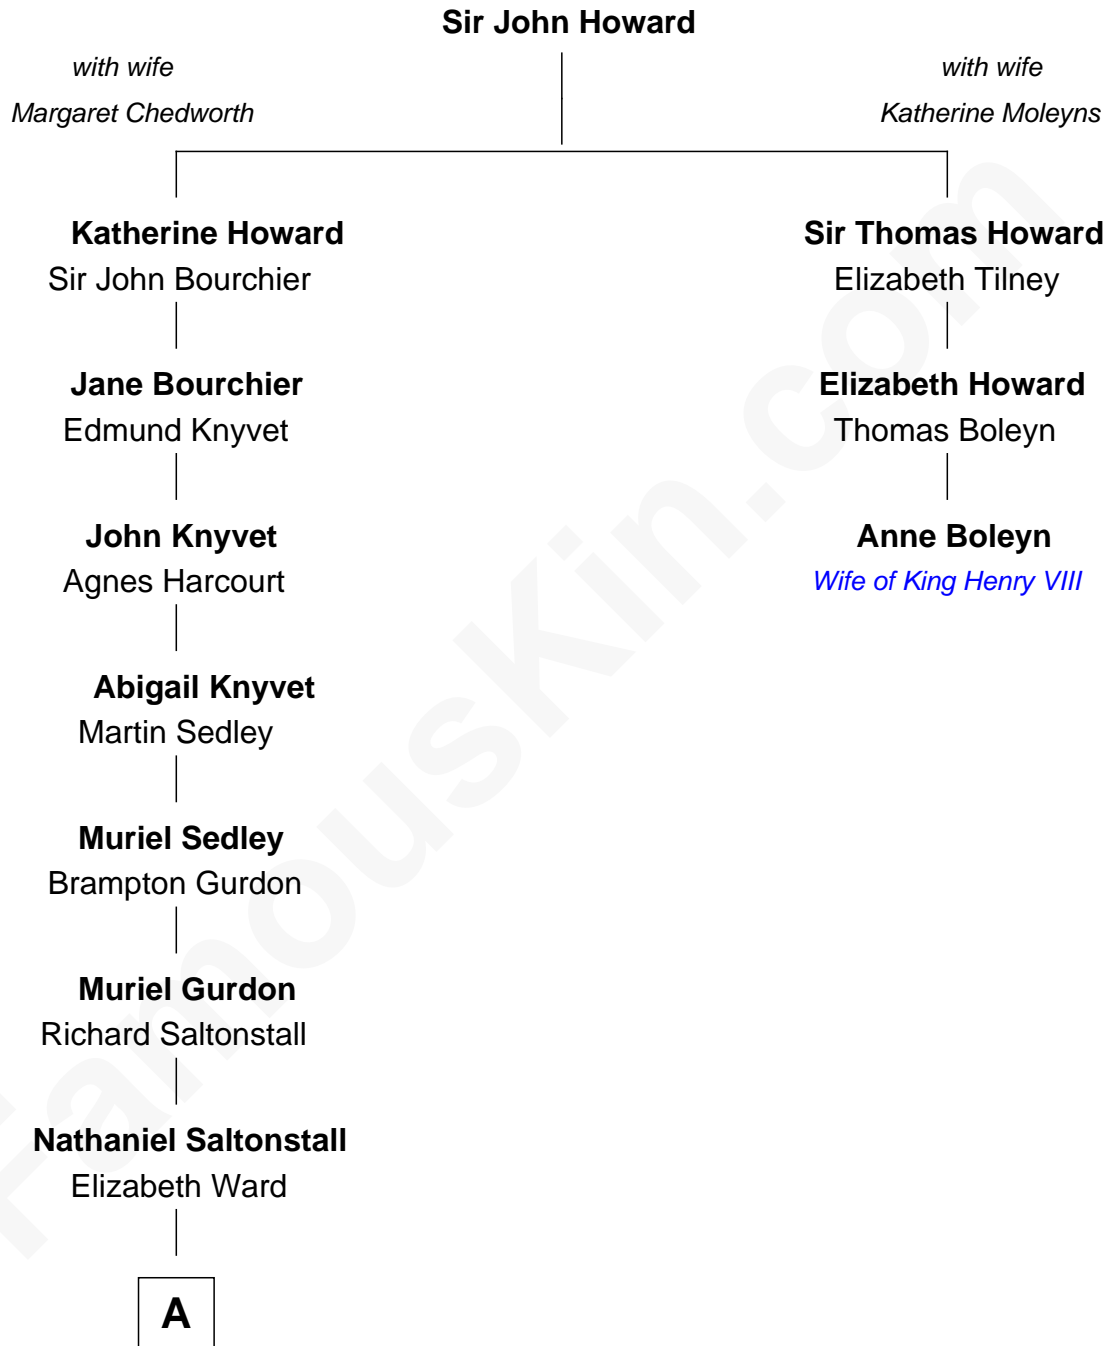 Sir John Howard
with wife
Margaret Chedworth
with wife
Katherine Moleyns
Katherine Howard
Sir John Bourchier
Sir Thomas Howard
Elizabeth Tilney
Jane Bourchier
Edmund Knyvet
Elizabeth Howard
Thomas Boleyn
John Knyvet
Agnes Harcourt
Anne Boleyn
Wife of King Henry VIII
Abigail Knyvet
Martin Sedley
Muriel Sedley
Brampton Gurdon
Muriel Gurdon
Richard Saltonstall
Nathaniel Saltonstall
Elizabeth Ward
A
FamousKin.com